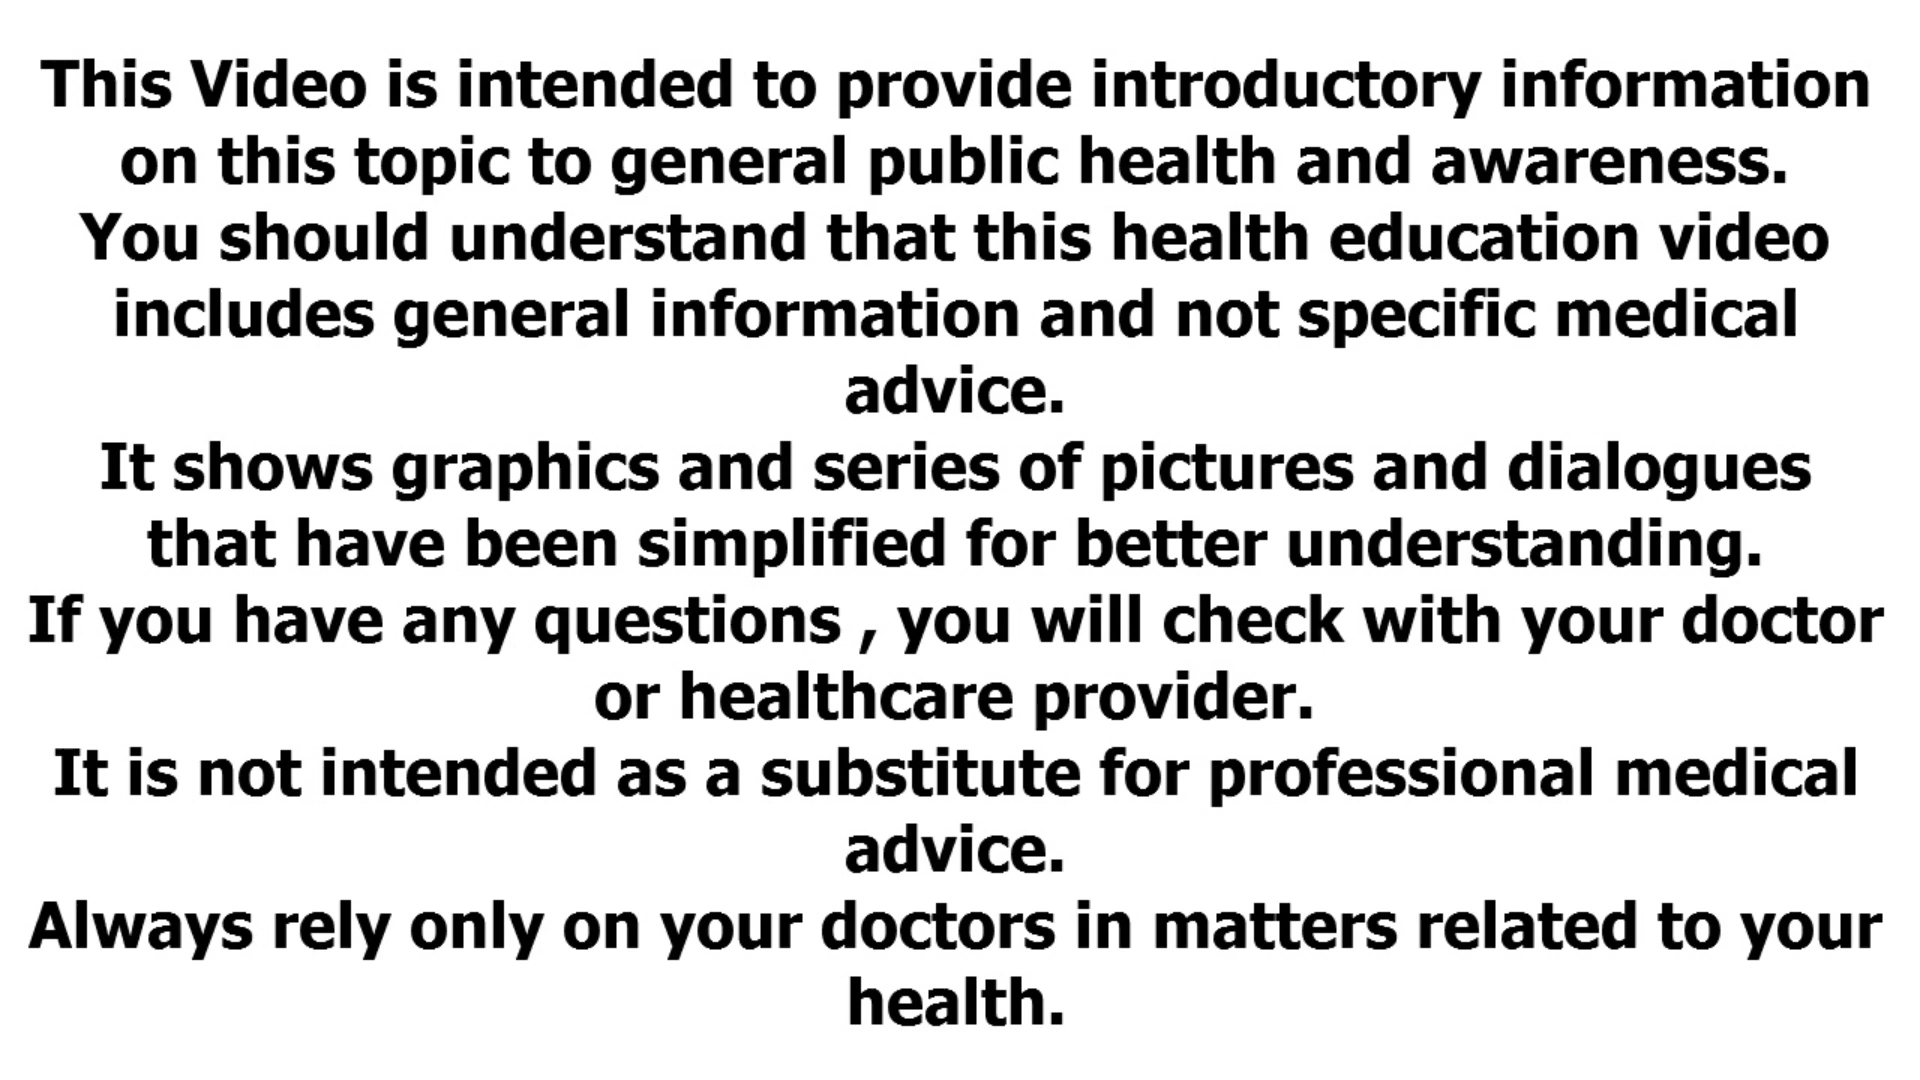 This Video is intended to provide introductory information
on this topic to general public health and awareness.
You should understand that this health education video
includes general information and not specific medical
advice.
It shows graphics and series of pictures and dialogues
that have been simplified for better understanding.
If you have any questions , you will check with your doctor
or healthcare provider.
It is not intended as a substitute for professional medical
advice.
Always rely only on your doctors in matters related to your
health.